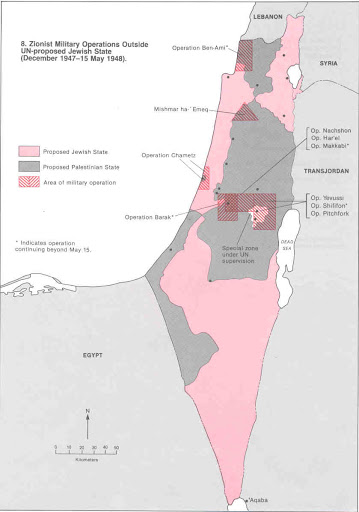 8. Zionist Military Operations Outside
UN-proposed Jewish State
(December 1947–15 May 1948).
LEBANON
Operation Ben-Ami*
SYRIA
Mishmar ha-'Emeq
Op. Nachshon
Op. Har'el
Op. Makkabi*
Proposed Jewish State
Proposed Palestinian State
Area of military operation
Operation Chametz
TRANSJORDAN
Op. Yevussi
Op. Shilifon*
Op. Pitchfork
Operation Barak*
* Indicates operation
continuing beyond May 15.
Special zone
under UN
supervision
DEAD
SEA
EGYPT
N
5 10 20 30 40 50
Kilometers
'Aqaba